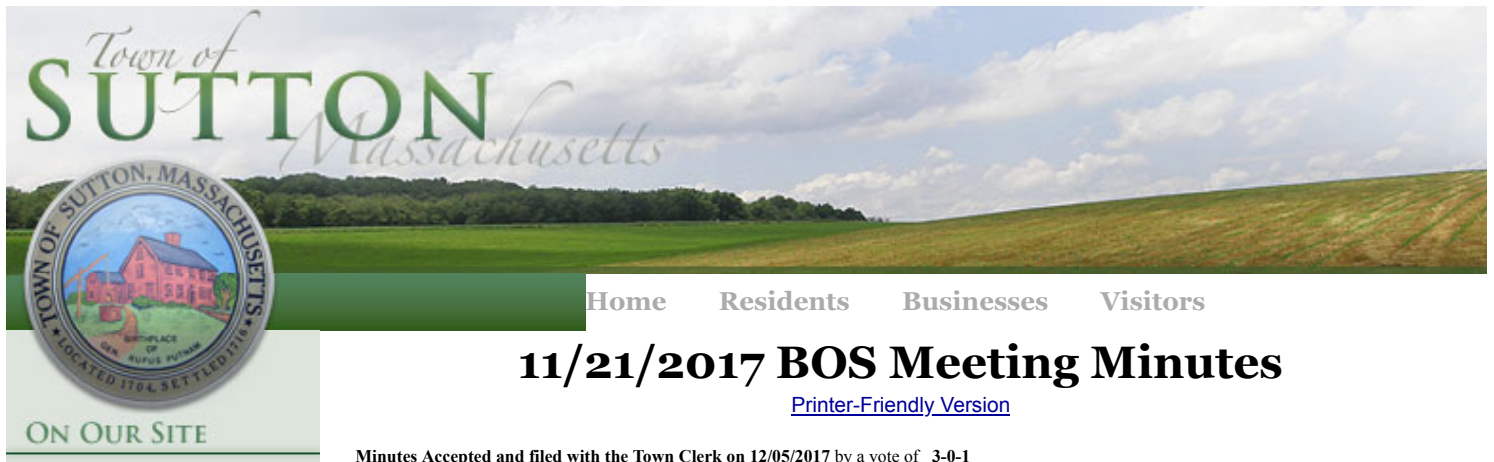 Town of
SUTTON
Massachusetts
TOWN OF SUTTON, MASSACHUSETTS
BIRTHPLACE
OF
GEN. RUFUS PUTNAM
★ LOCATED 1704, SETTLED 1716 ★
Home Residents Businesses Visitors
11/21/2017 BOS Meeting Minutes
Printer-Friendly Version
ON OUR SITE
Minutes Accepted and filed with the Town Clerk on 12/05/2017 by a vote of 3-0-1